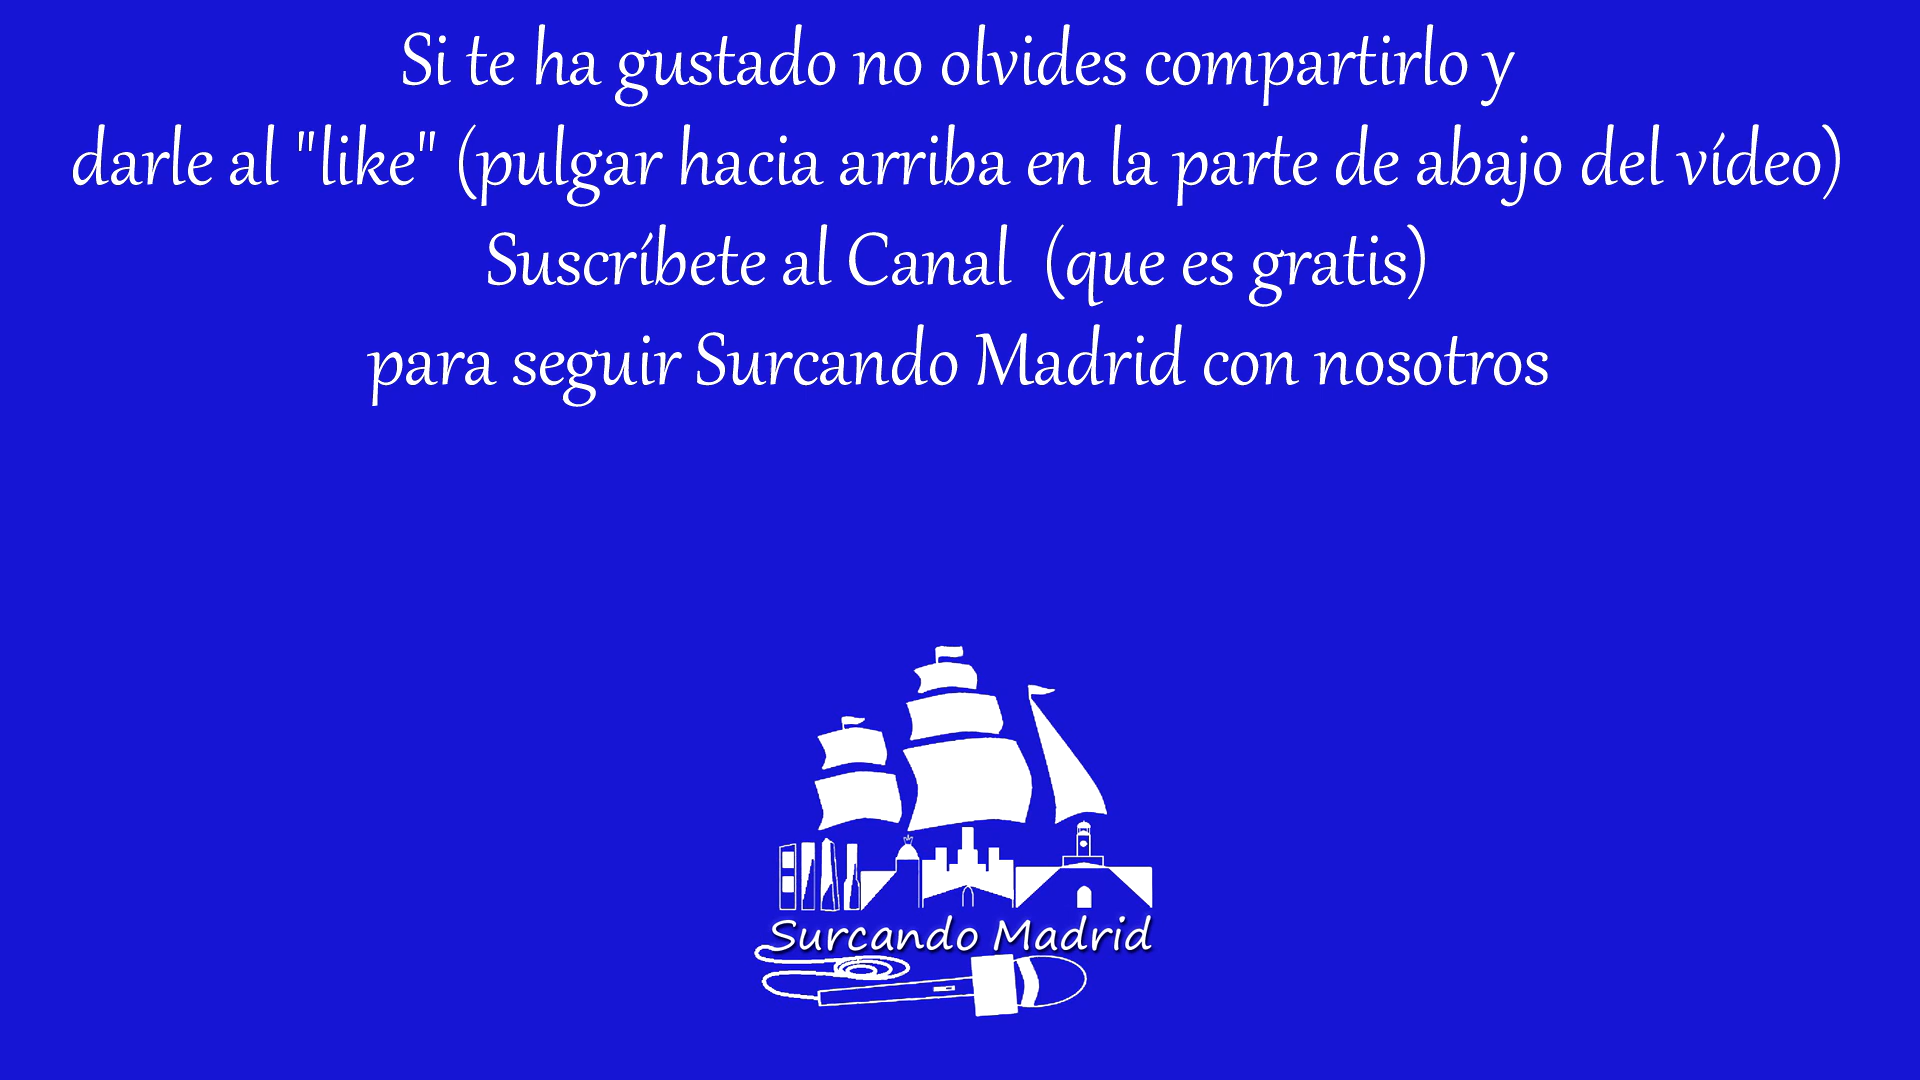 Si te ha gustado no olvides compartirlo y
darle al "like" (pulgar hacia arriba en la parte de abajo del vídeo)
Suscríbete al Canal  (que es gratis)
para seguir Surcando Madrid con nosotros
Surcando Madrid